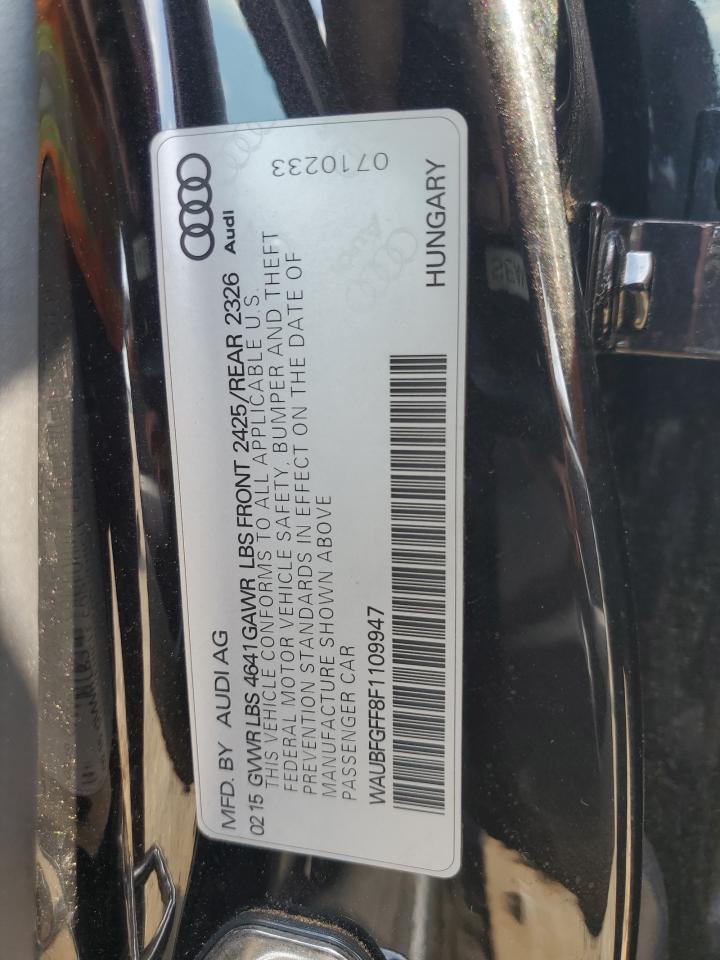 MFD. BY AUDI AG
02 15 GVWR LBS 4641 GAWR LBS FRONT 2425/REAR 2326
THIS VEHICLE CONFORMS TO ALL APPLICABLE U.S.
FEDERAL MOTOR VEHICLE SAFETY, BUMPER AND THEFT
PREVENTION STANDARDS IN EFFECT ON THE DATE OF
MANUFACTURE SHOWN ABOVE
PASSENGER CAR
WAUBFGFF8F1109947
Audi
0710233
HUNGARY
Audi